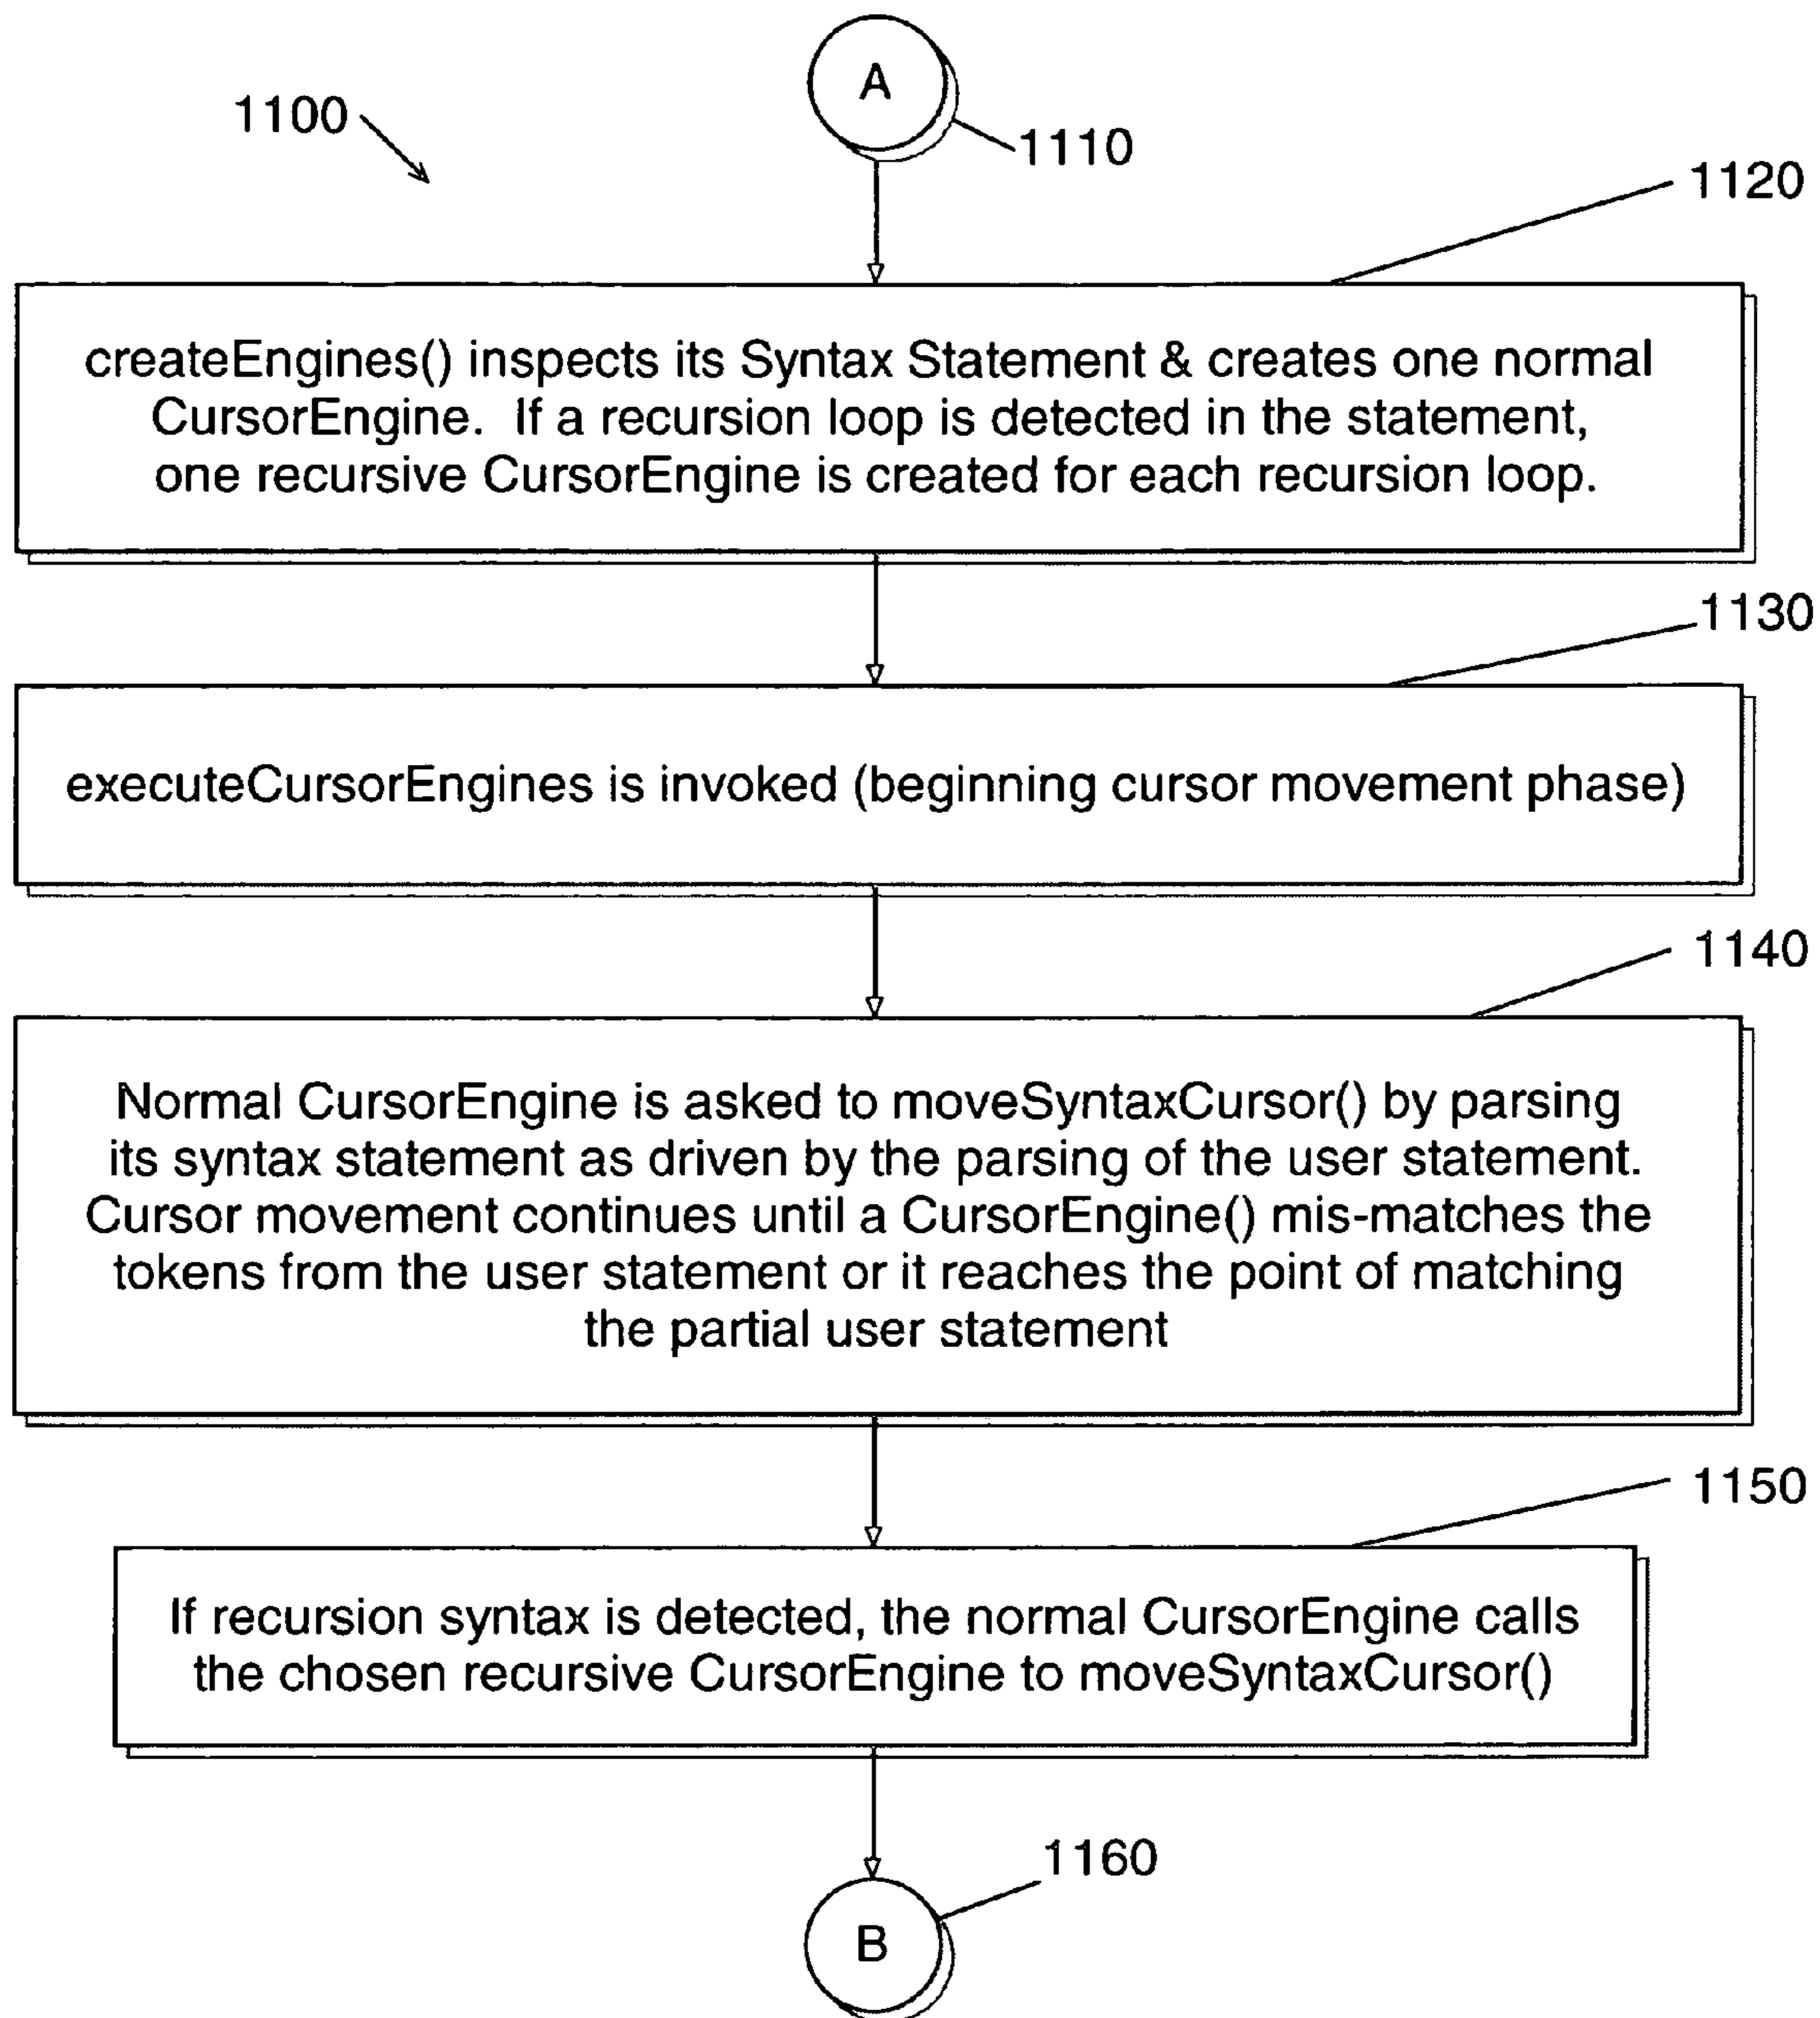 A
1100
1110
1120
createEngines() inspects its Syntax Statement & creates one normal
CursorEngine.  If a recursion loop is detected in the statement,
one recursive CursorEngine is created for each recursion loop.
1130
executeCursorEngines is invoked (beginning cursor movement phase)
1140
Normal CursorEngine is asked to moveSyntaxCursor() by parsing
its syntax statement as driven by the parsing of the user statement.
Cursor movement continues until a CursorEngine() mis-matches the
tokens from the user statement or it reaches the point of matching
the partial user statement
1150
If recursion syntax is detected, the normal CursorEngine calls
the chosen recursive CursorEngine to moveSyntaxCursor()
1160
B